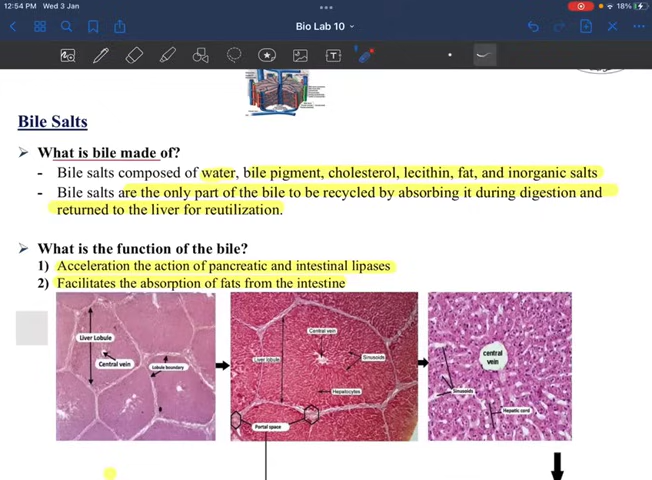 12:54 PM Wed 3 Jan
18%
Bio Lab 10
T
Bile Salts
What is bile made of?
- Bile salts composed of water, bile pigment, cholesterol, lecithin, fat, and inorganic salts
- Bile salts are the only part of the bile to be recycled by absorbing it during digestion and
returned to the liver for reutilization.
What is the function of the bile?
1) Acceleration the action of pancreatic and intestinal lipases
2) Facilitates the absorption of fats from the intestine
Liver Lobule
Central vein
Lobule boundary
Central vein
Liver lobule
Sinusoids
Hepatocytes
Portal space
central
vein
Sinusoids
Hepatic cord